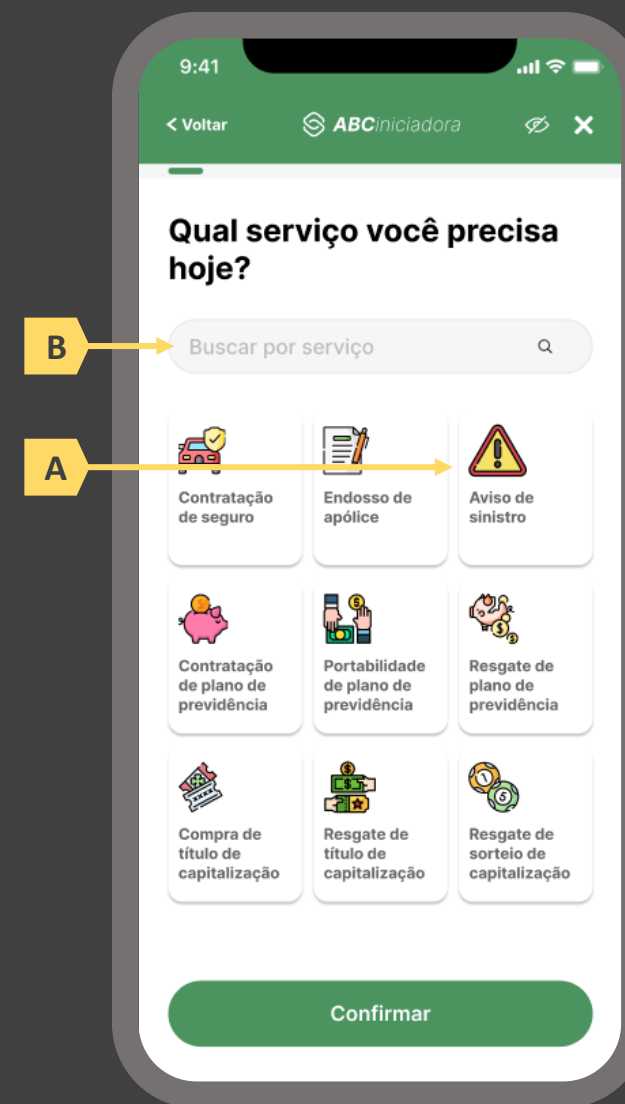 9:41
< Voltar
ABCiniciadora
Qual serviço você precisa
hoje?
B
Buscar por serviço
A
Contratação
de seguro
Endosso de
apólice
Aviso de
sinistro
Contratação
de plano de
previdência
Portabilidade
de plano de
previdência
Resgate de
plano de
previdência
Compra de
título de
capitalização
Resgate de
título de
capitalização
Resgate de
sorteio de
capitalização
Confirmar